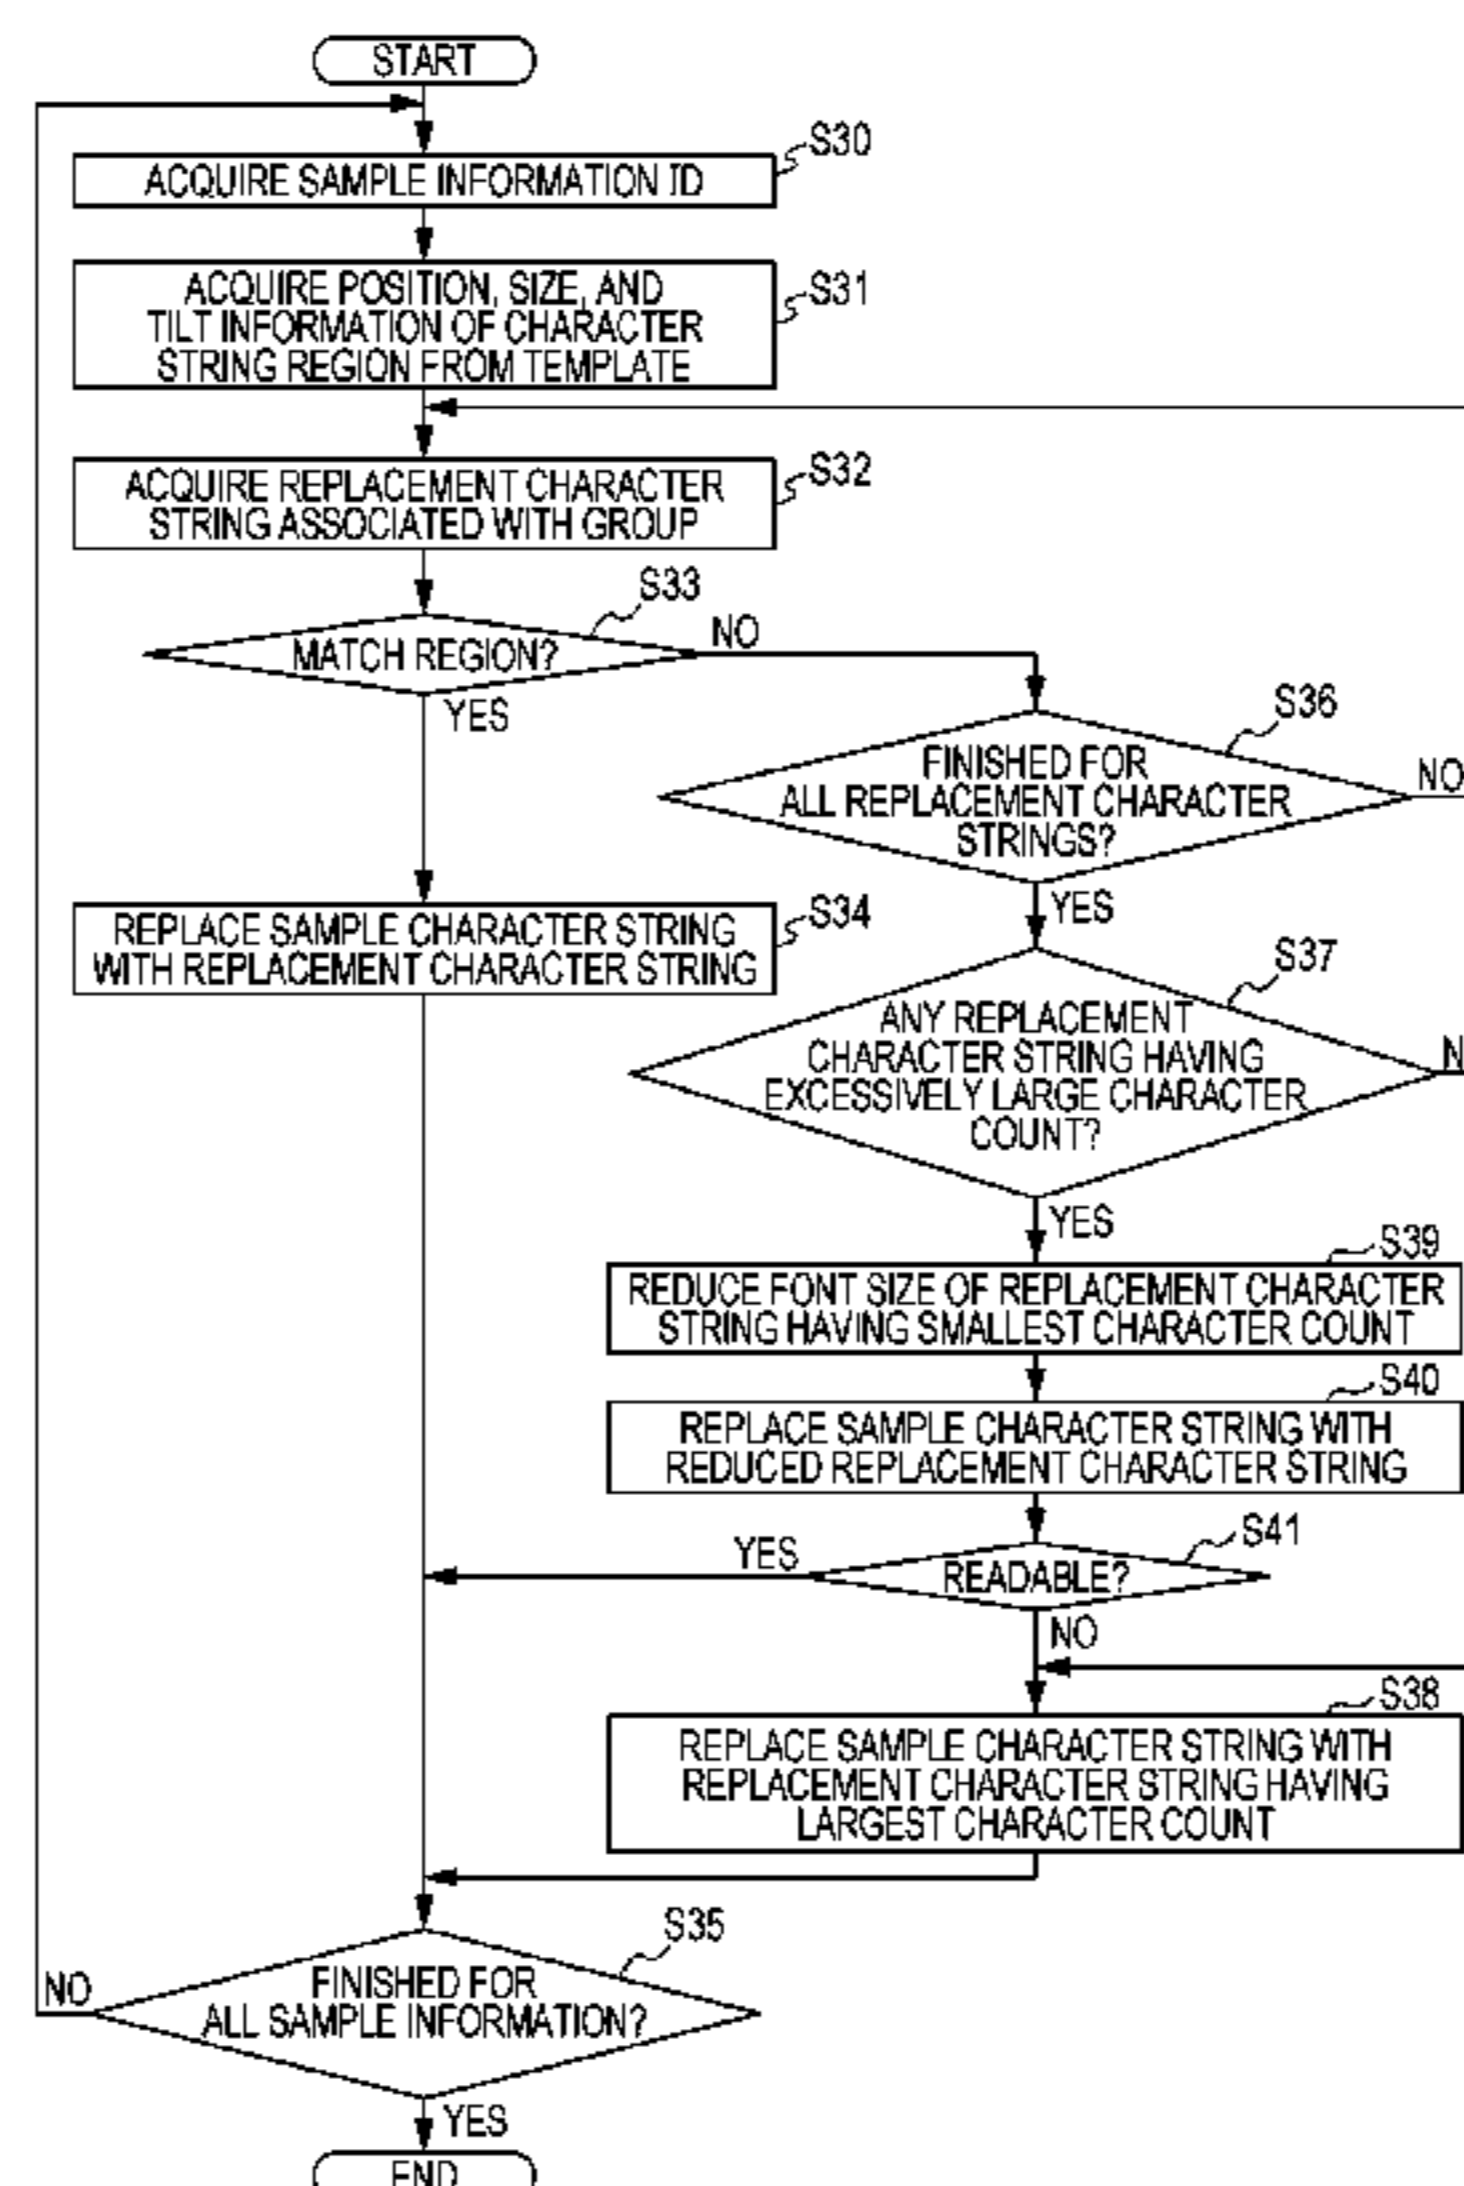 START
S30
ACQUIRE SAMPLE INFORMATION ID
S31
ACQUIRE POSITION, SIZE, AND
TILT INFORMATION OF CHARACTER
STRING REGION FROM TEMPLATE
S32
ACQUIRE REPLACEMENT CHARACTER
STRING ASSOCIATED WITH GROUP
S33
MATCH REGION?
NO
YES
S36
FINISHED FOR
ALL REPLACEMENT CHARACTER
STRINGS?
NO
YES
S34
REPLACE SAMPLE CHARACTER STRING
WITH REPLACEMENT CHARACTER STRING
S37
ANY REPLACEMENT
CHARACTER STRING HAVING
EXCESSIVELY LARGE CHARACTER
COUNT?
N
YES
S39
REDUCE FONT SIZE OF REPLACEMENT CHARACTER
STRING HAVING SMALLEST CHARACTER COUNT
S40
REPLACE SAMPLE CHARACTER STRING WITH
REDUCED REPLACEMENT CHARACTER STRING
S41
READABLE?
YES
NO
S38
REPLACE SAMPLE CHARACTER STRING WITH
REPLACEMENT CHARACTER STRING HAVING
LARGEST CHARACTER COUNT
S35
FINISHED FOR
ALL SAMPLE INFORMATION?
NO
YES
END